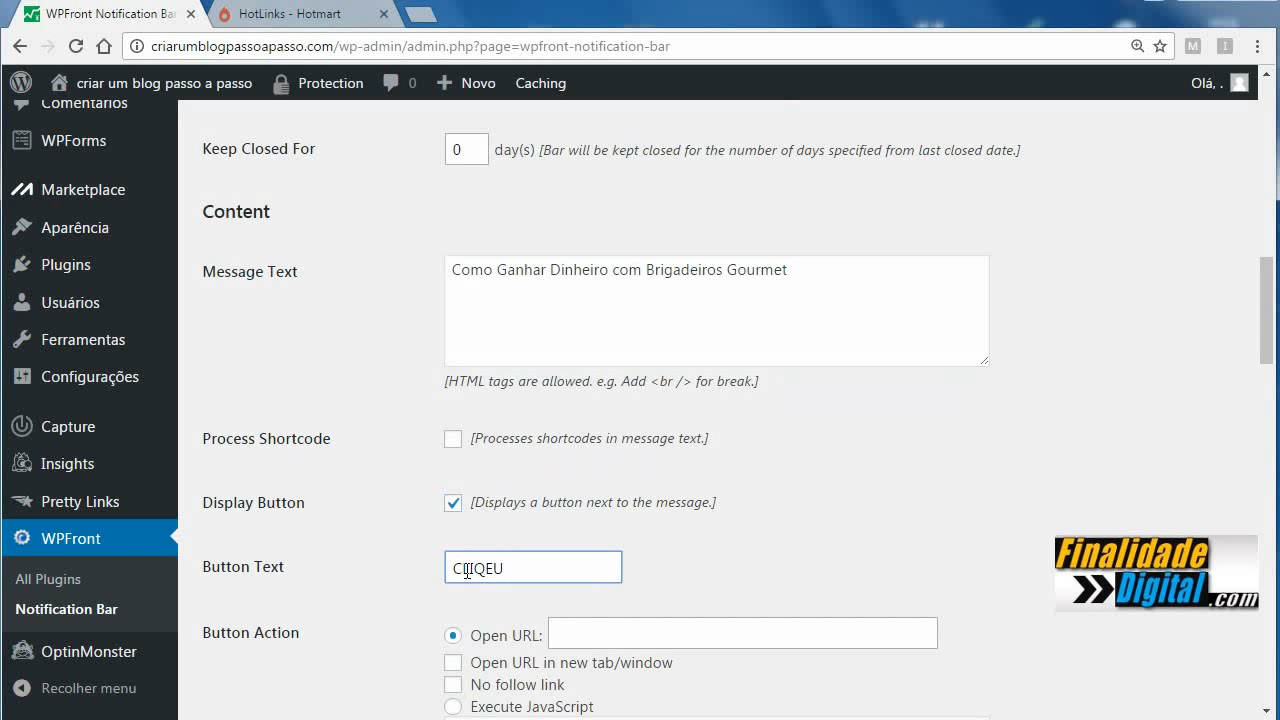 WPFront Notification Bar
HotLinks - Hotmart
criarumblogpassoapasso.com/wp-admin/admin.php?page=wpfront-notification-bar
M
I
criar um blog passo a passo
Protection
0
Novo
Caching
Olá, .
Comentários
WPForms
Marketplace
Aparência
Plugins
Usuários
Ferramentas
Configurações
Capture
Insights
Pretty Links
WPFront
All Plugins
Notification Bar
OptinMonster
Recolher menu
Keep Closed For
0
day(s) [Bar will be kept closed for the number of days specified from last closed date.]
Content
Message Text
Como Ganhar Dinheiro com Brigadeiros Gourmet
[HTML tags are allowed. e.g. Add <br /> for break.]
Process Shortcode
[Processes shortcodes in message text.]
Display Button
[Displays a button next to the message.]
Button Text
Button Action
Open URL:
Open URL in new tab/window
No follow link
Execute JavaScript
Finalidade
Digital.com